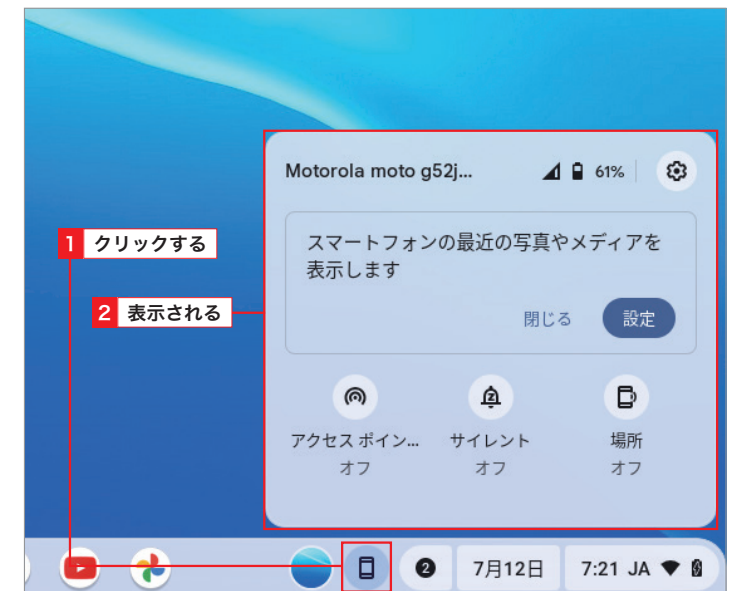 Motorola moto g52j... 61%
1 クリックする
スマートフォンの最近の写真やメディアを
表示します
2 表示される
閉じる 設定
アクセス ポイン... サイレント 場所
オフ オフ オフ
2 7月12日 7:21 JA